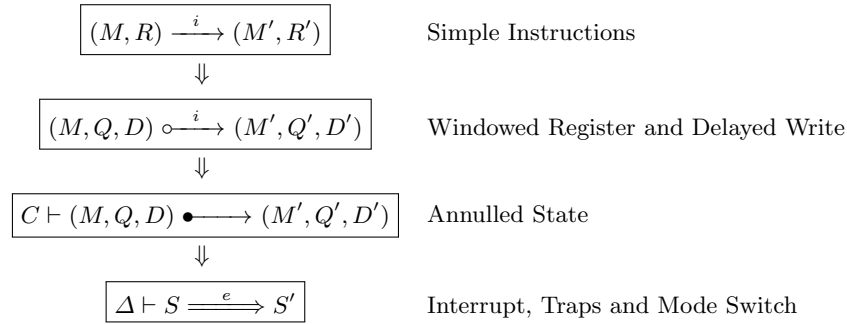 (M, R) —i→ (M′, R′) Simple Instructions
⇓
(M, Q, D) ∘—i→ (M′, Q′, D′) Windowed Register and Delayed Write
⇓
C ⊢ (M, Q, D) •—→ (M′, Q′, D′) Annulled State
⇓
Δ ⊢ S =e⇒ S′ Interrupt, Traps and Mode Switch